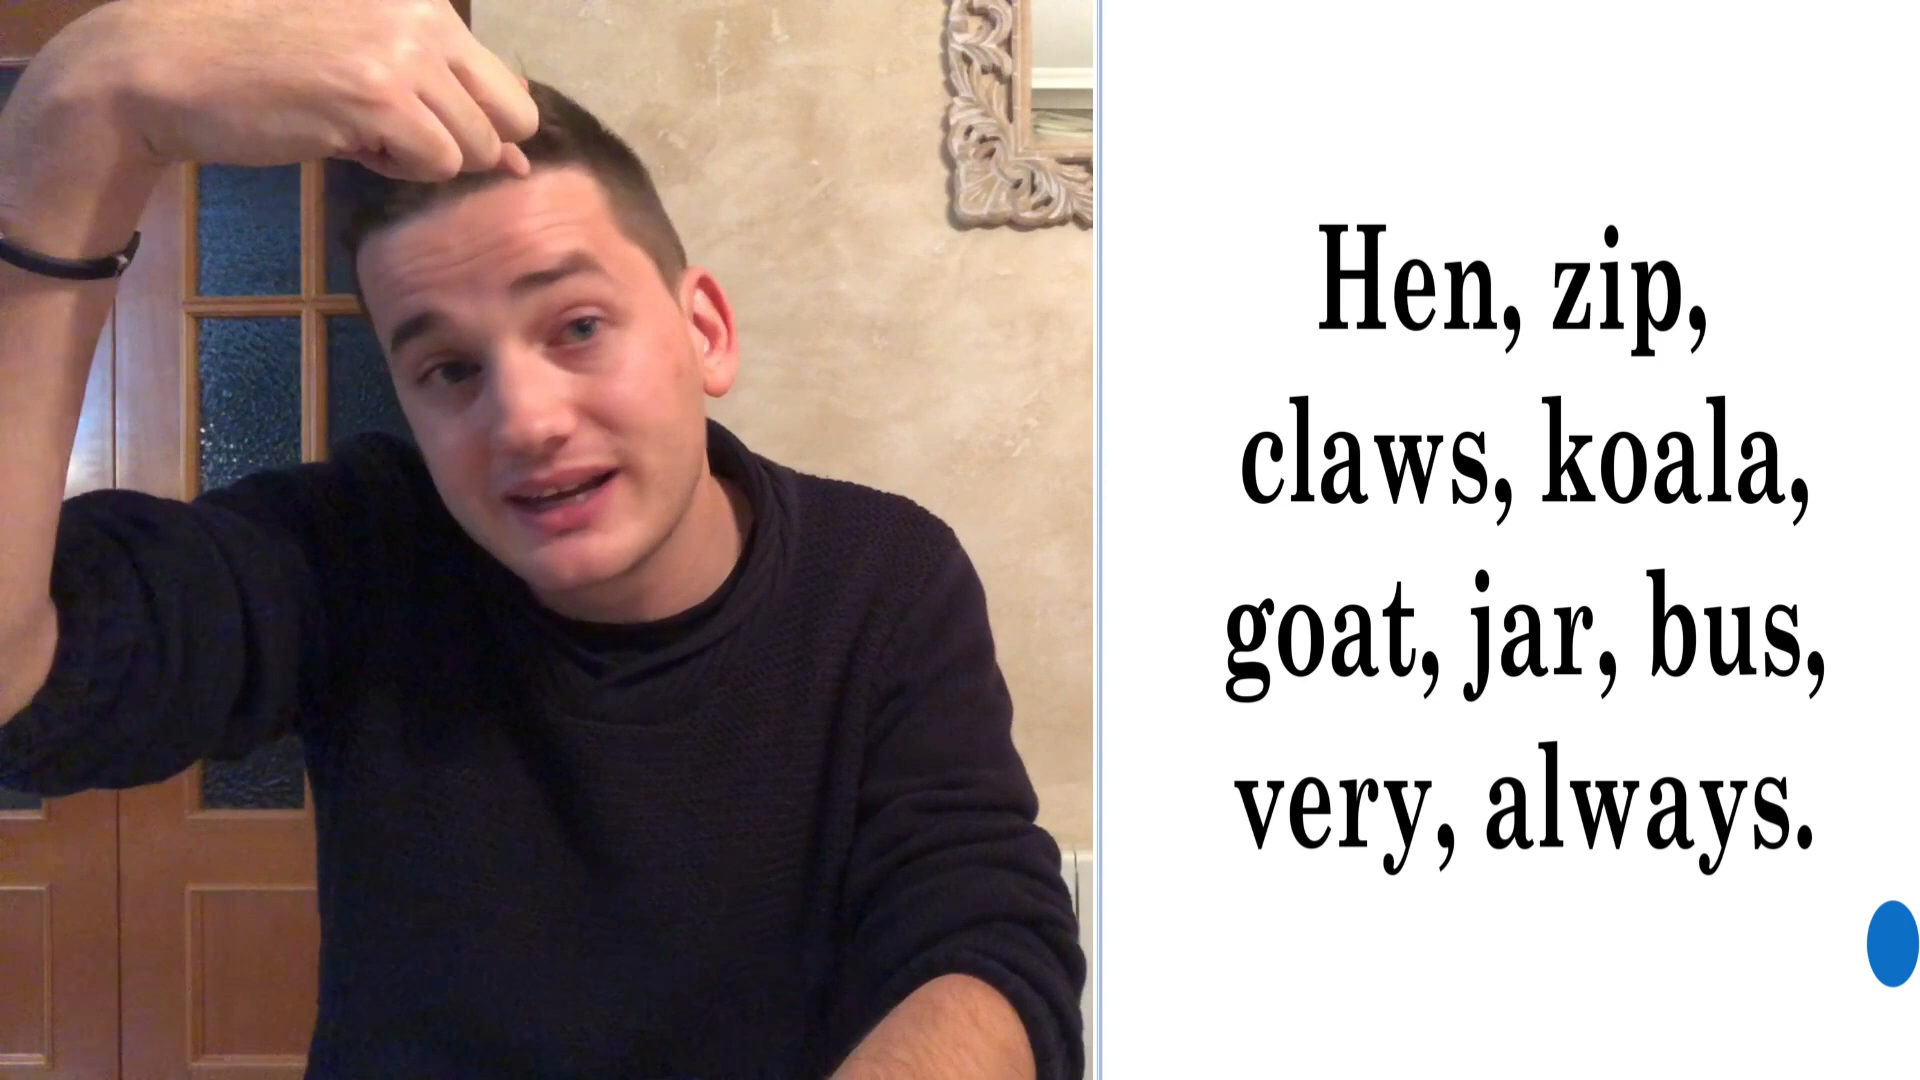 Hen, zip,
claws, koala,
goat, jar, bus,
very, always.